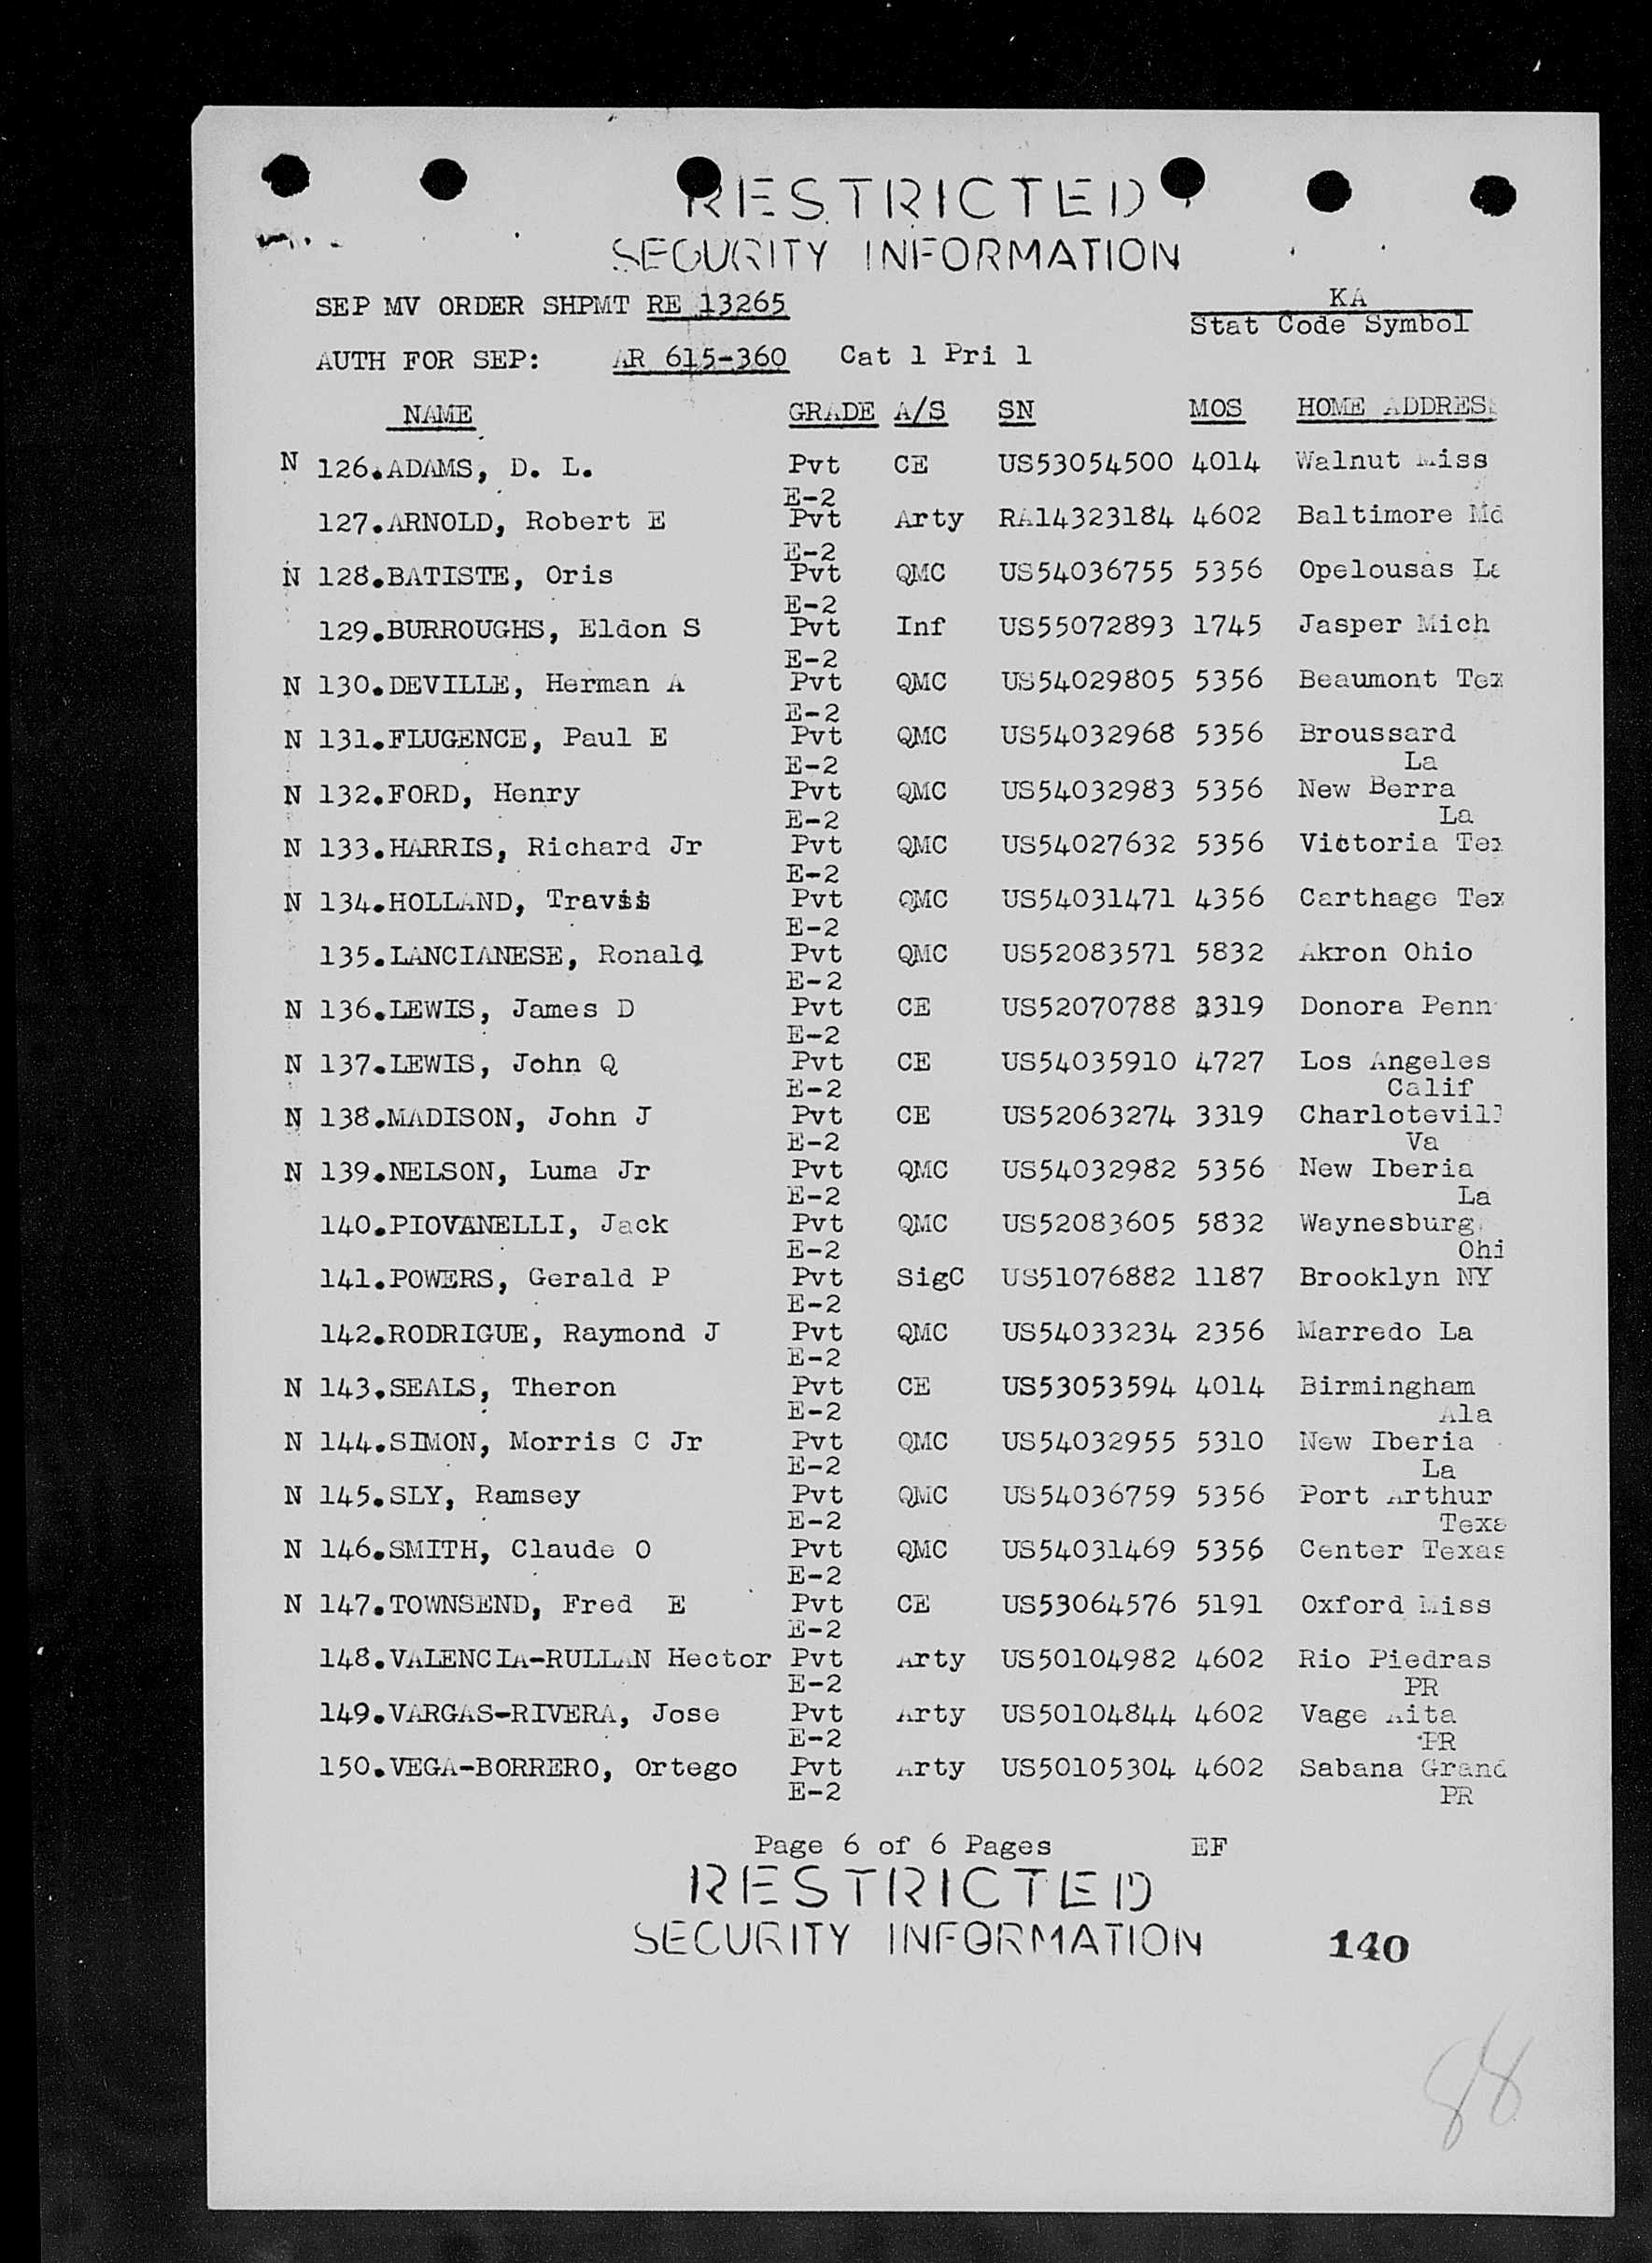 RESTRICTED
SECURITY INFORMATION
SEP MV ORDER SHPMT RE 13265 KA
Stat Code Symbol
AUTH FOR SEP: AR 615-360 Cat 1 Pri 1
NAME GRADE A/S SN MOS HOME ADDRESS
N 126.ADAMS, D. L. Pvt CE US53054500 4014 Walnut Miss
E-2
127.ARNOLD, Robert E Pvt Arty RA14323184 4602 Baltimore Md
E-2
N 128.BATISTE, Oris Pvt QMC US54036755 5356 Opelousas La
E-2
129.BURROUGHS, Eldon S Pvt Inf US55072893 1745 Jasper Mich
E-2
N 130.DEVILLE, Herman A Pvt QMC US54029805 5356 Beaumont Tex
E-2
N 131.FLUGENCE, Paul E Pvt QMC US54032968 5356 Broussard
E-2 La
N 132.FORD, Henry Pvt QMC US54032983 5356 New Berra
E-2 La
N 133.HARRIS, Richard Jr Pvt QMC US54027632 5356 Victoria Tex
E-2
N 134.HOLLAND, Travis Pvt QMC US54031471 4356 Carthage Tex
E-2
135.LANCIANESE, Ronald Pvt QMC US52083571 5832 Akron Ohio
E-2
N 136.LEWIS, James D Pvt CE US52070788 3319 Donora Penn
E-2
N 137.LEWIS, John Q Pvt CE US54035910 4727 Los Angeles
E-2 Calif
N 138.MADISON, John J Pvt CE US52063274 3319 Charlotevill
E-2 Va
N 139.NELSON, Luma Jr Pvt QMC US54032982 5356 New Iberia
E-2 La
140.PIOVANELLI, Jack Pvt QMC US52083605 5832 Waynesburg
E-2 Ohi
141.POWERS, Gerald P Pvt SigC US51076882 1187 Brooklyn NY
E-2
142.RODRIGUE, Raymond J Pvt QMC US54033234 2356 Marredo La
E-2
N 143.SEALS, Theron Pvt CE US53053594 4014 Birmingham
E-2 Ala
N 144.SIMON, Morris C Jr Pvt QMC US54032955 5310 New Iberia
E-2 La
N 145.SLY, Ramsey Pvt QMC US54036759 5356 Port Arthur
E-2 Texa
N 146.SMITH, Claude O Pvt QMC US54031469 5356 Center Texas
E-2
N 147.TOWNSEND, Fred E Pvt CE US53064576 5191 Oxford Miss
E-2
148.VALENCIA-RULLAN Hector Pvt Arty US50104982 4602 Rio Piedras
E-2 PR
149.VARGAS-RIVERA, Jose Pvt Arty US50104844 4602 Vage Aita
E-2 PR
150.VEGA-BORRERO, Ortego Pvt Arty US50105304 4602 Sabana Grand
E-2 PR
Page 6 of 6 Pages EF
RESTRICTED
SECURITY INFORMATION 140
88